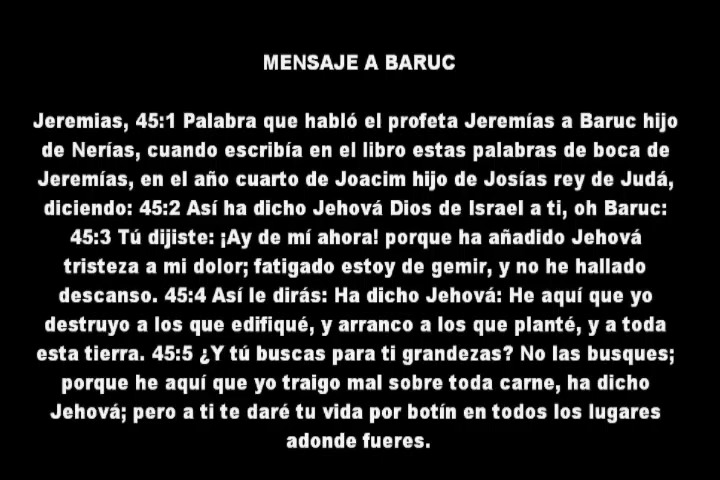 MENSAJE A BARUC
Jeremias, 45:1 Palabra que habló el profeta Jeremías a Baruc hijo
de Nerías, cuando escribía en el libro estas palabras de boca de
Jeremías, en el año cuarto de Joacim hijo de Josías rey de Judá,
diciendo: 45:2 Así ha dicho Jehová Dios de Israel a ti, oh Baruc:
45:3 Tú dijiste: ¡Ay de mí ahora! porque ha añadido Jehová
tristeza a mi dolor; fatigado estoy de gemir, y no he hallado
descanso. 45:4 Así le dirás: Ha dicho Jehová: He aquí que yo
destruyo a los que edifiqué, y arranco a los que planté, y a toda
esta tierra. 45:5 ¿Y tú buscas para ti grandezas? No las busques;
porque he aquí que yo traigo mal sobre toda carne, ha dicho
Jehová; pero a ti te daré tu vida por botín en todos los lugares
adonde fueres.